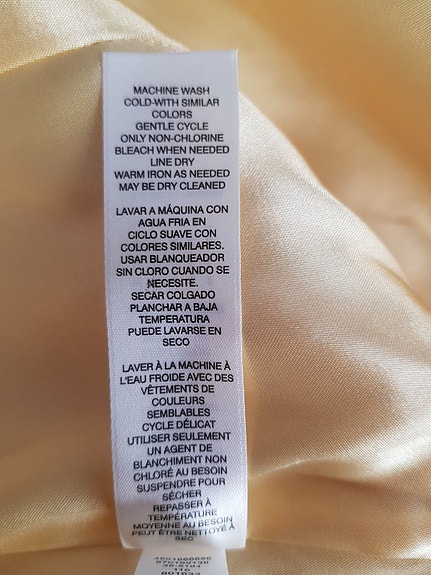 MACHINE WASH
COLD-WITH SIMILAR
COLORS
GENTLE CYCLE
ONLY NON-CHLORINE
BLEACH WHEN NEEDED
LINE DRY
WARM IRON AS NEEDED
MAY BE DRY CLEANED
LAVAR A MÁQUINA CON
AGUA FRIA EN
CICLO SUAVE CON
COLORES SIMILARES.
USAR BLANQUEADOR
SIN CLORO CUANDO SE
NECESITE.
SECAR COLGADO
PLANCHAR A BAJA
TEMPERATURA
PUEDE LAVARSE EN
SECO
LAVER À LA MACHINE À
L'EAU FROIDE AVEC DES
VÊTEMENTS DE
COULEURS
SEMBLABLES
CYCLE DÉLICAT
UTILISER SEULEMENT
UN AGENT DE
BLANCHIMENT NON
CHLORÉ AU BESOIN
SUSPENDRE POUR
SÉCHER
REPASSER À
TEMPÉRATURE
MOYENNE AU BESOIN
PEUT ÊTRE NETTOYÉ À
SEC